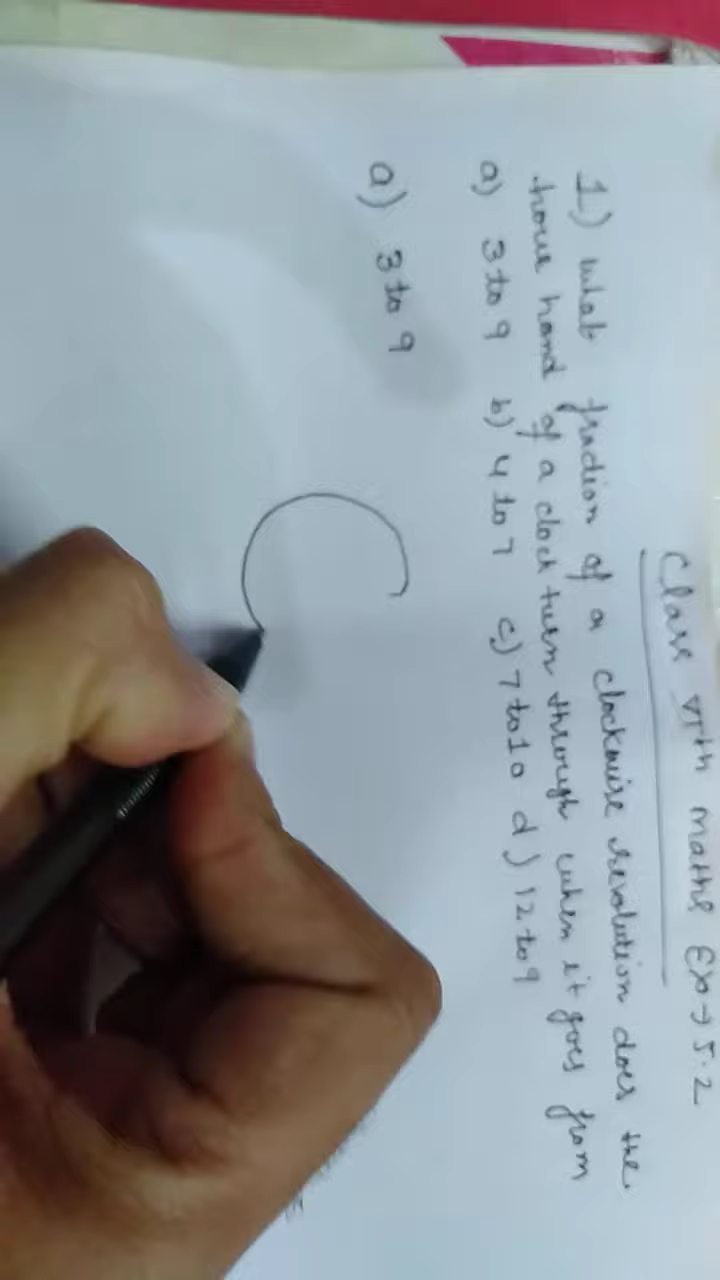 Class VIth maths Ex→ 5.2
1) What fraction of a clockwise revolution does the
hour hand of a clock turn through when it goes from
a) 3 to 9 b) 4 to 7 c) 7 to 10 d) 12 to 9
a) 3 to 9